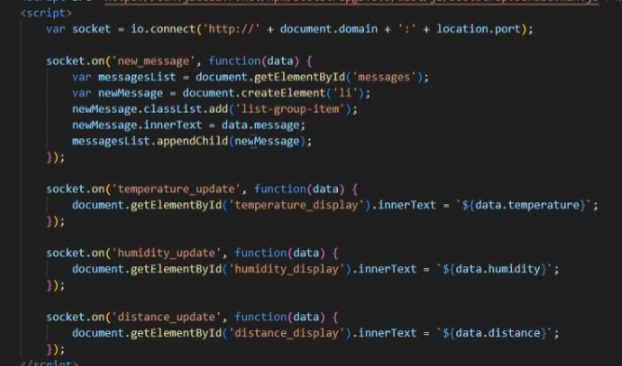 <script>
var socket = io.connect('http://' + document.domain + ':' + location.port);
socket.on('new_message', function(data) {
var messagesList = document.getElementById('messages');
var newMessage = document.createElement('li');
newMessage.classList.add('list-group-item');
newMessage.innerText = data.message;
messagesList.appendChild(newMessage);
});
socket.on('temperature_update', function(data) {
document.getElementById('temperature_display').innerText = `${data.temperature}`;
});
socket.on('humidity_update', function(data) {
document.getElementById('humidity_display').innerText = `${data.humidity}`;
});
socket.on('distance_update', function(data) {
document.getElementById('distance_display').innerText = `${data.distance}`;
});
</script>